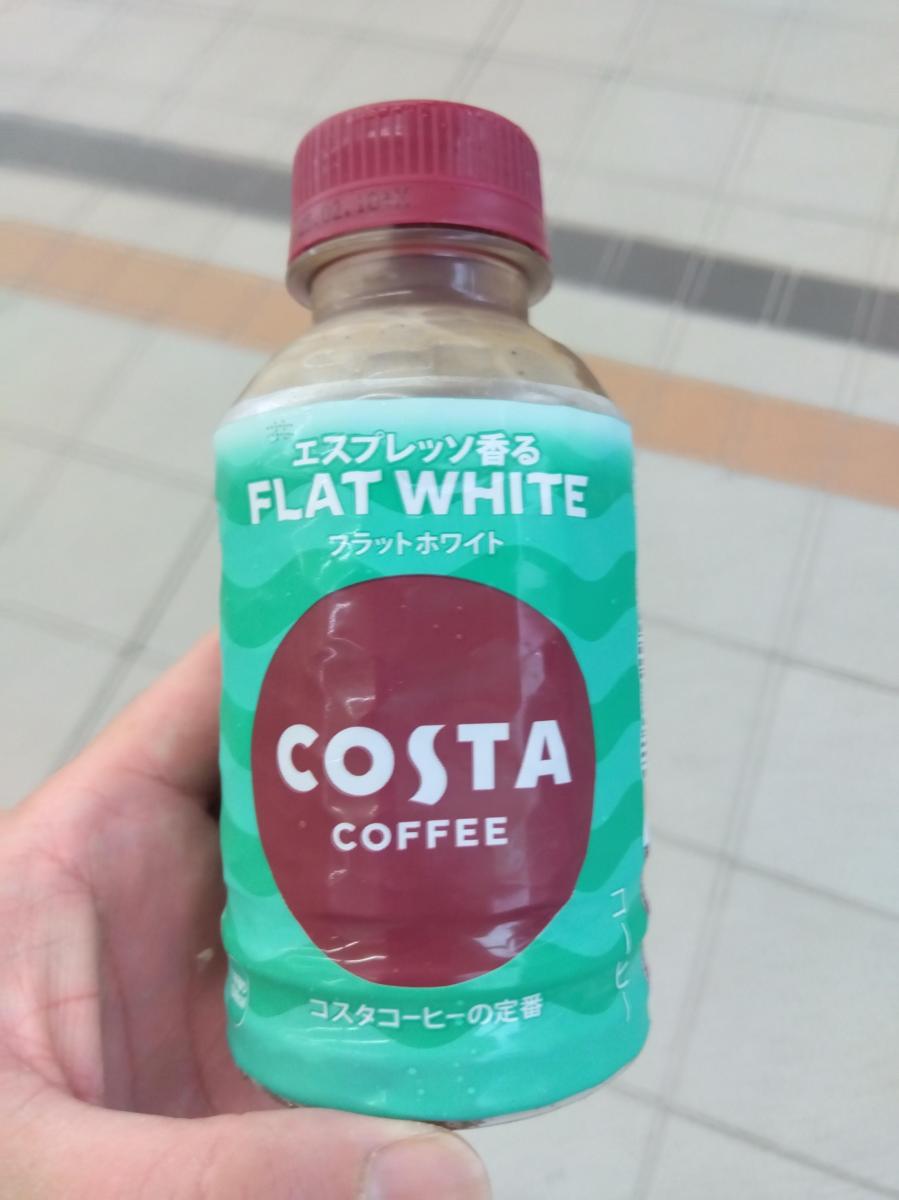 エスプレッソ香る
FLAT WHITE
フラットホワイト
COSTA
COFFEE
コスタコーヒーの定番
コーヒー